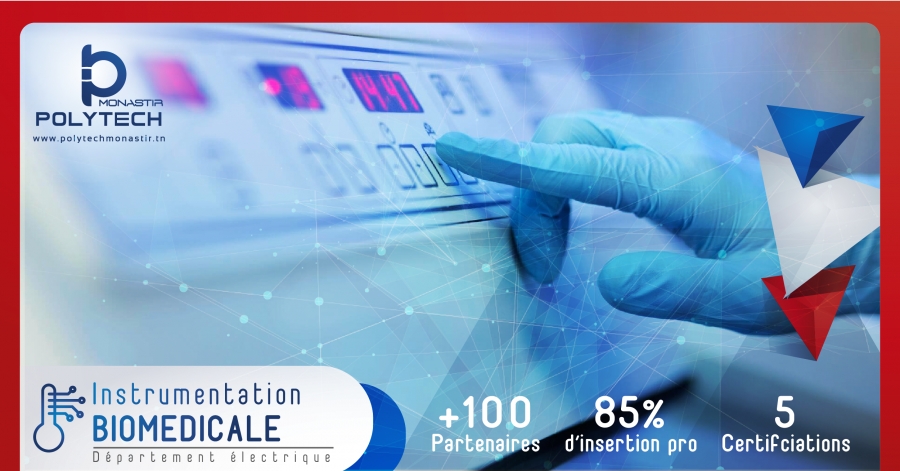 MONASTIR
POLYTECH
www.polytechmonastir.tn
14:47
Instrumentation
BIOMEDICALE
Département électrique
+100
Partenaires
85%
d'insertion pro
5
Certifciations